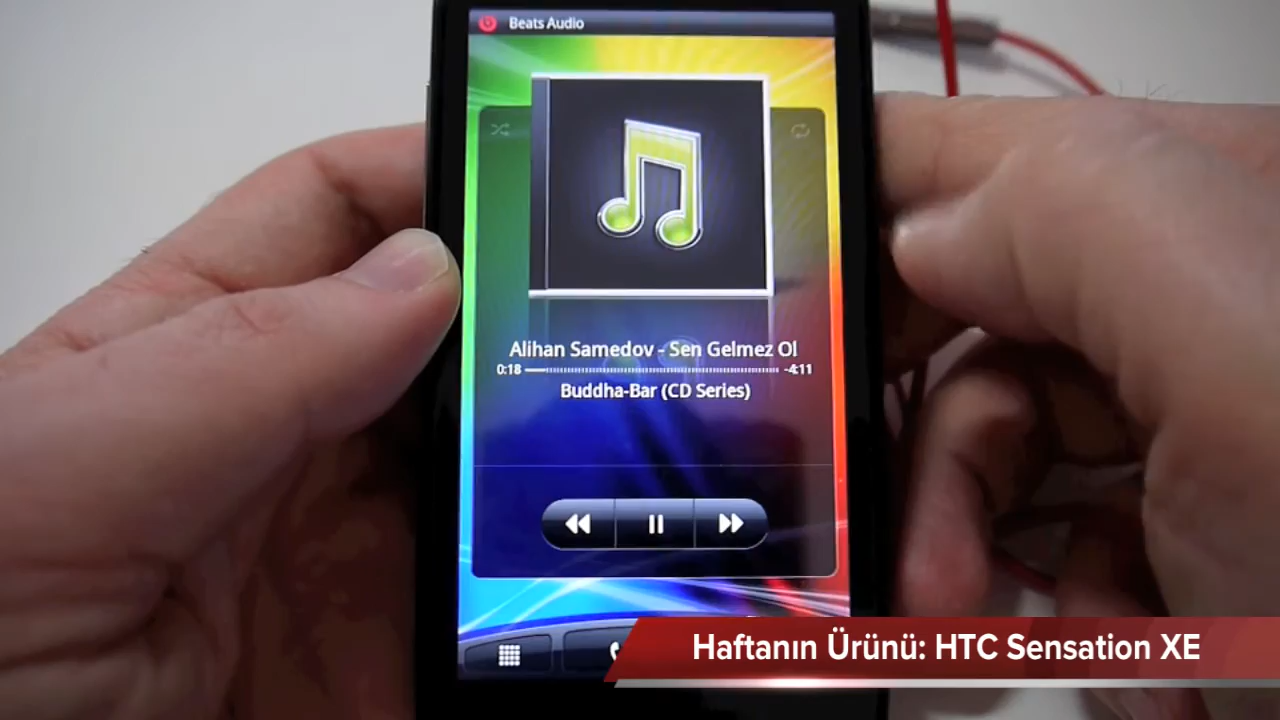 Beats Audio
Alihan Samedov - Sen Gelmez Ol
0:18 -4:11
Buddha-Bar (CD Series)
Haftanın Ürünü: HTC Sensation XE